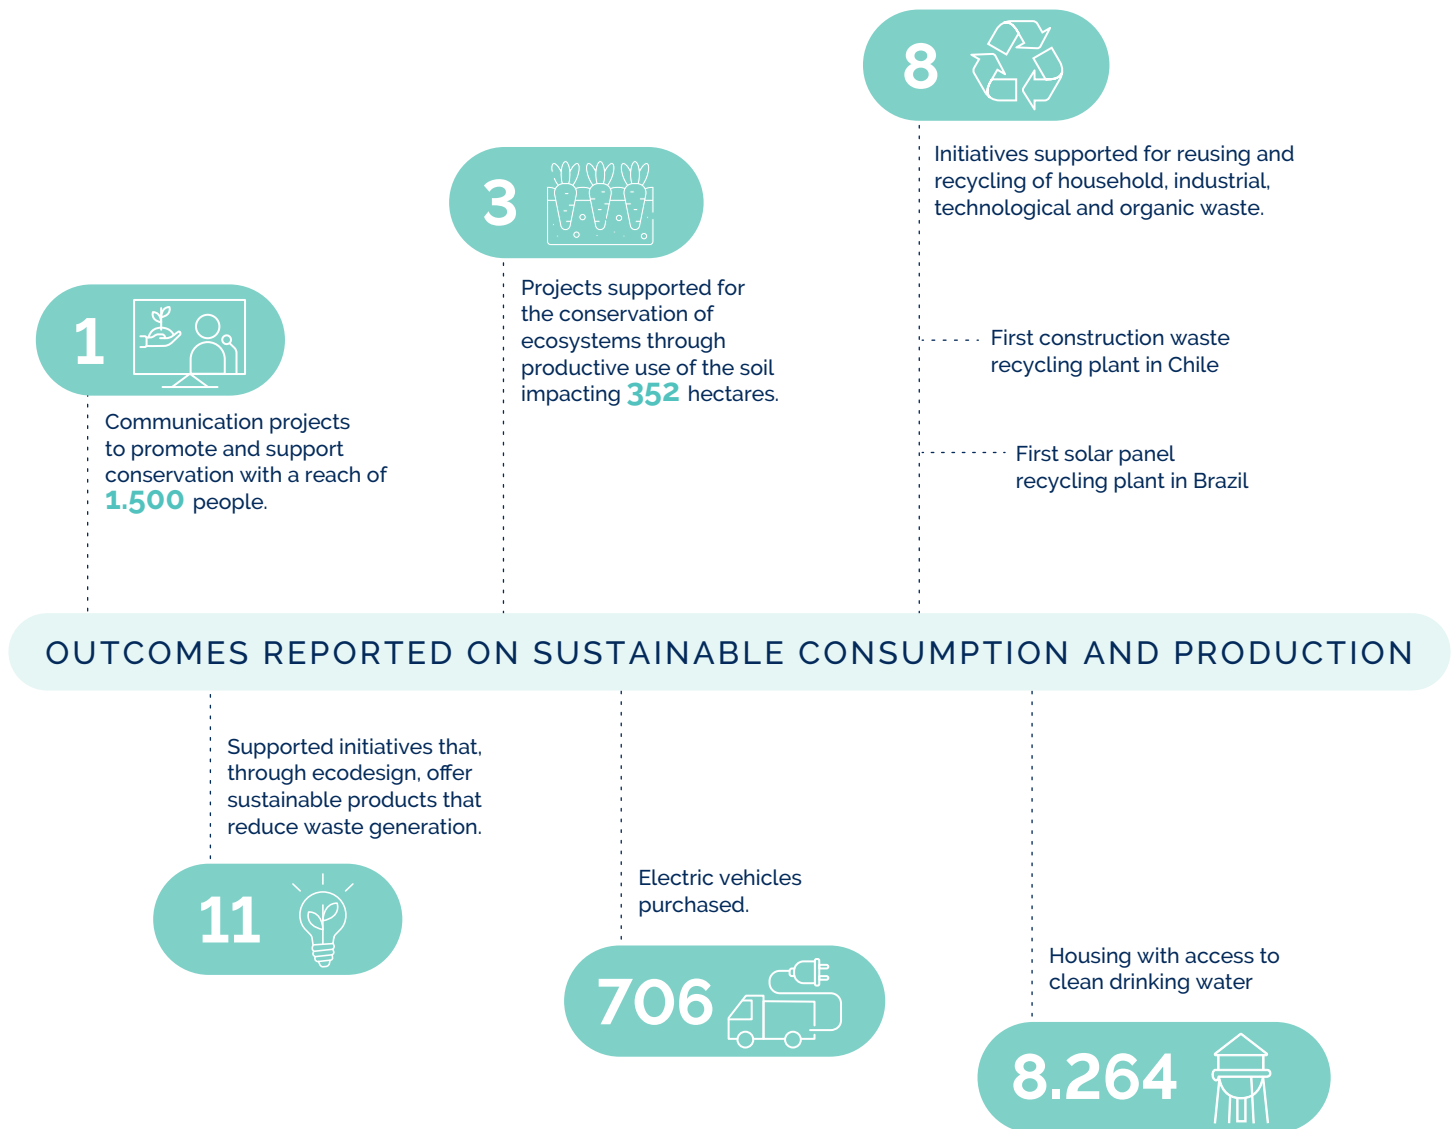 8
Initiatives supported for reusing and
recycling of household, industrial,
technological and organic waste.
First construction waste
recycling plant in Chile
First solar panel
recycling plant in Brazil
3
Projects supported for
the conservation of
ecosystems through
productive use of the soil
impacting 352 hectares.
1
Communication projects
to promote and support
conservation with a reach of
1.500 people.
OUTCOMES REPORTED ON SUSTAINABLE CONSUMPTION AND PRODUCTION
Supported initiatives that,
through ecodesign, offer
sustainable products that
reduce waste generation.
11
Electric vehicles
purchased.
706
Housing with access to
clean drinking water
8.264